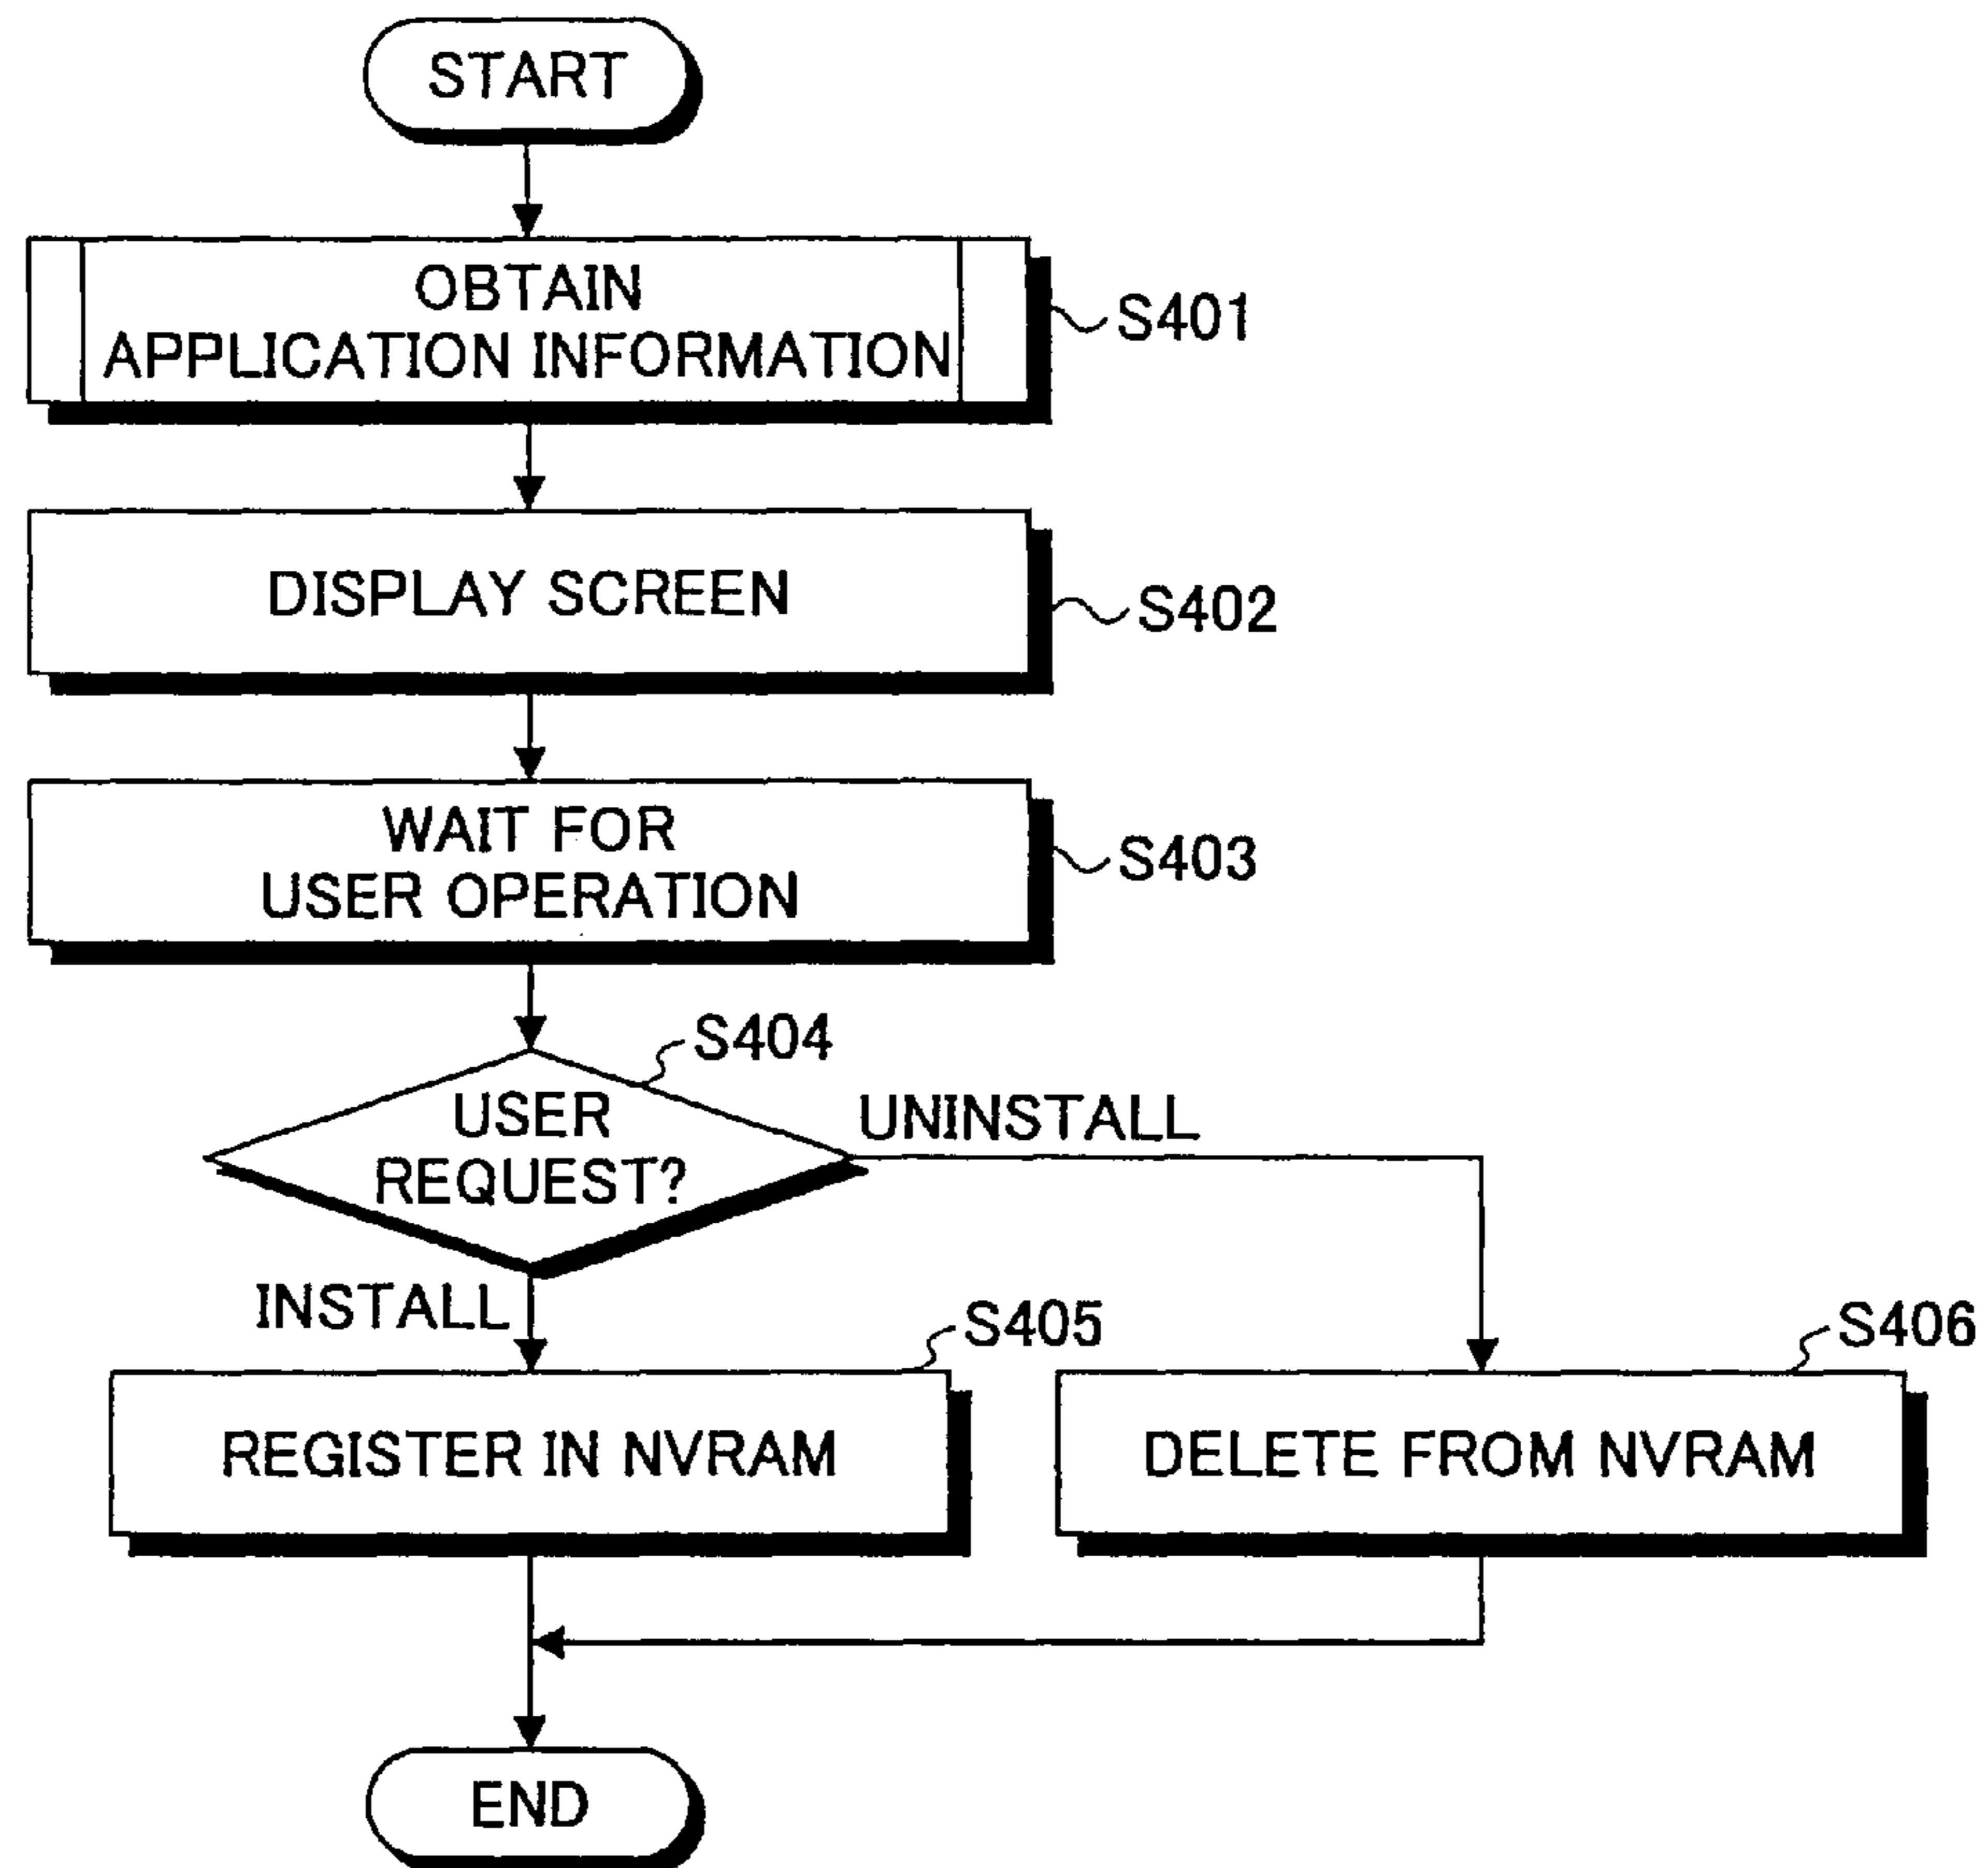 START
OBTAIN
APPLICATION INFORMATION
S401
DISPLAY SCREEN
S402
WAIT FOR
USER OPERATION
S403
S404
USER
REQUEST?
UNINSTALL
INSTALL
S405
S406
REGISTER IN NVRAM
DELETE FROM NVRAM
END